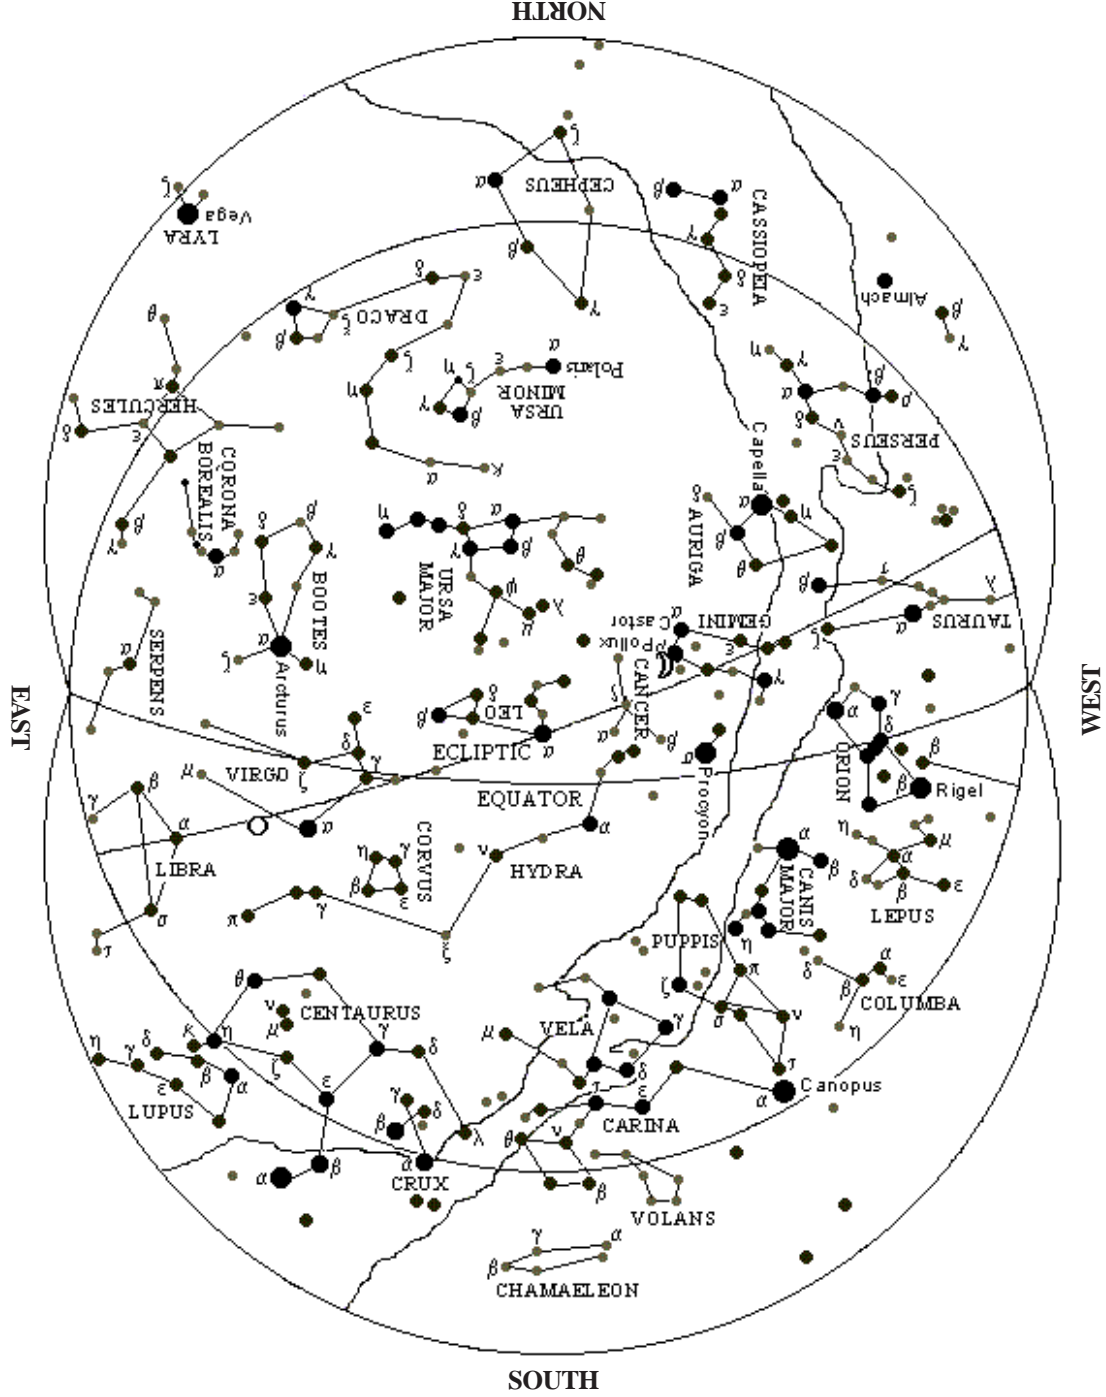 NORTH
ζ
α
CEPHEUS
β
γ
β
α
CASSIOPEIA
γ
δ
ε
ζ
Vega
LYRA
Almach
β
γ
θ
γ
β
ξ
DRACO
δ
ε
ζ
η
α
κ
α
Polaris
ε
ζ
η
URSA
MINOR
γ
β
η
γ
α
β
ρ
δ
ν
PERSEUS
ε
ζ
π
HERCULES
δ
ε
β
γ
CORONA
BOREALIS
α
δ
β
γ
BOOTES
ε
α
ζ
η
Arcturus
η
δ
α
γ
β
θ
URSA
MAJOR
φ
λ
μ
Capella
α
η
δ
β
AURIGA
θ
β
τ
λ
TAURUS
α
ζ
α
Castor
GEMINI
β
Pollux
ε
γ
CANCER
δ
α
β
SERPENS
α
EAST
WEST
δ
LEO
β
α
ECLIPTIC
ε
δ
γ
VIRGO
ζ
μ
α
EQUATOR
α
Procyon
γ
α
δ
ORION
β
β
Rigel
β
γ
α
LIBRA
σ
τ
CORVUS
η
γ
β
ε
HYDRA
α
ν
π
γ
ζ
α
β
CANIS
MAJOR
η
η
μ
α
δ
β
ε
LEPUS
PUPPIS
ζ
π
σ
ν
τ
α
δ
β
ε
COLUMBA
η
θ
ν
μ
CENTAURUS
γ
δ
κ
η
ζ
ε
η
γ
δ
β
α
ε
LUPUS
VELA
μ
γ
δ
τ
ε
CARINA
Canopus
α
γ
δ
β
λ
α
CRUX
α
β
θ
ν
β
VOLANS
γ
α
β
CHAMAELEON
SOUTH